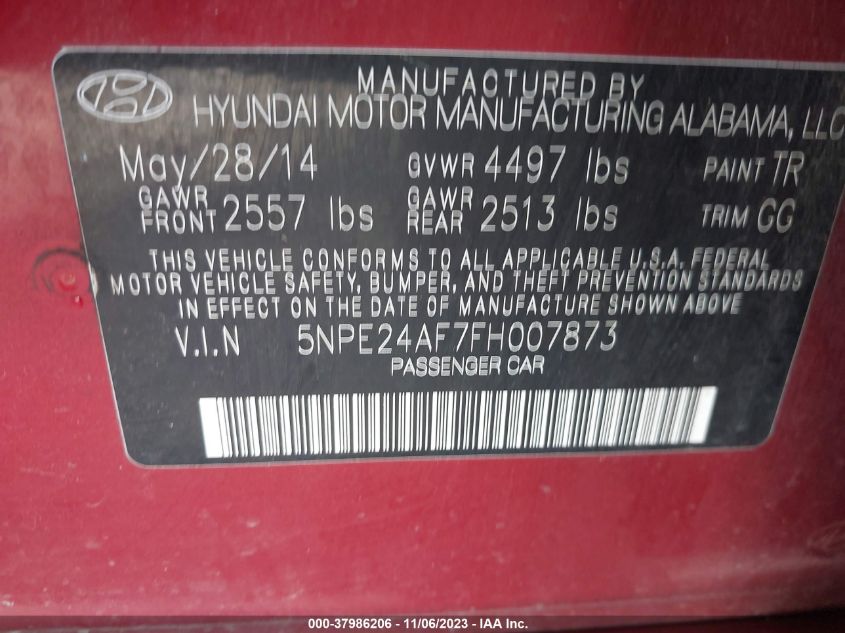 MANUFACTURED BY
HYUNDAI MOTOR MANUFACTURING ALABAMA, LLC
May/28/14 GVWR 4497 lbs PAINT TR
GAWR FRONT 2557 lbs GAWR REAR 2513 lbs TRIM GG
THIS VEHICLE CONFORMS TO ALL APPLICABLE U.S.A. FEDERAL
MOTOR VEHICLE SAFETY, BUMPER, AND THEFT PREVENTION STANDARDS
IN EFFECT ON THE DATE OF MANUFACTURE SHOWN ABOVE
V.I.N 5NPE24AF7FH007873
PASSENGER CAR
000-37986206 - 11/06/2023 - IAA Inc.